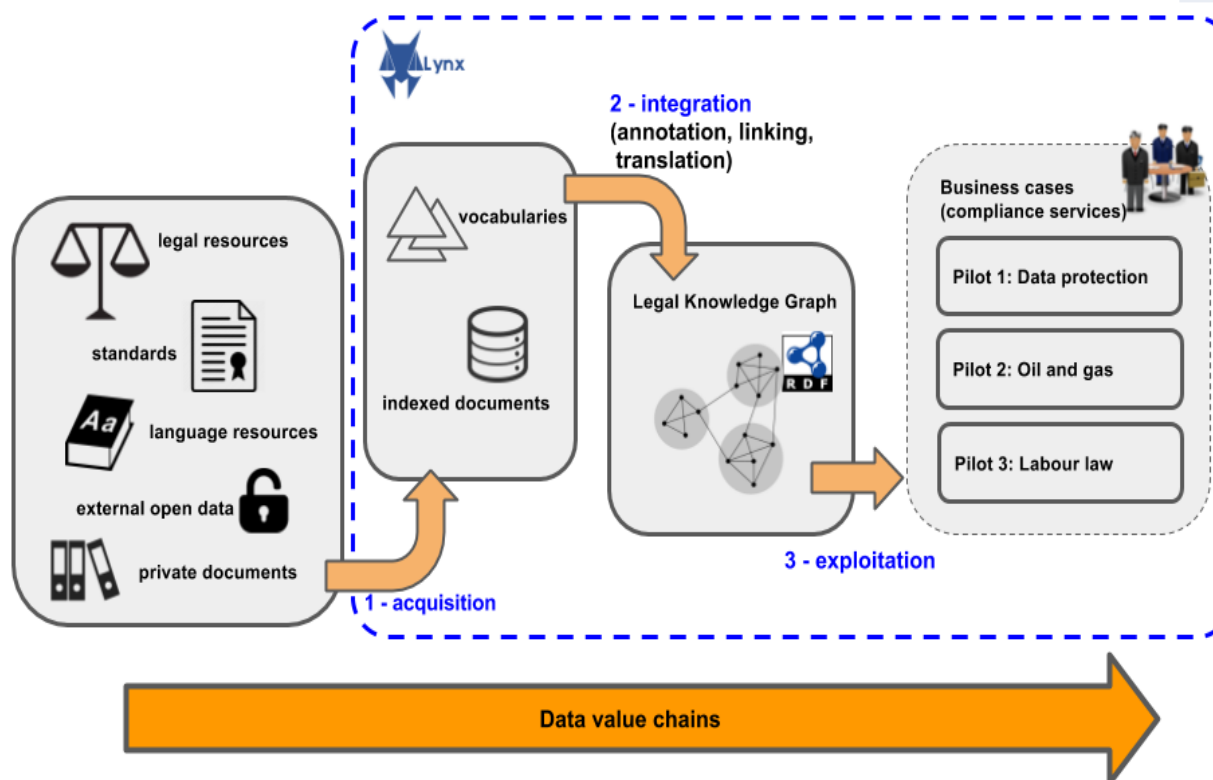 Lynx
2 - integration
(annotation, linking,
translation)
legal resources
standards
Aa
language resources
external open data
private documents
vocabularies
indexed documents
1 - acquisition
Legal Knowledge Graph
RDF
3 - exploitation
Business cases
(compliance services)
Pilot 1: Data protection
Pilot 2: Oil and gas
Pilot 3: Labour law
Data value chains